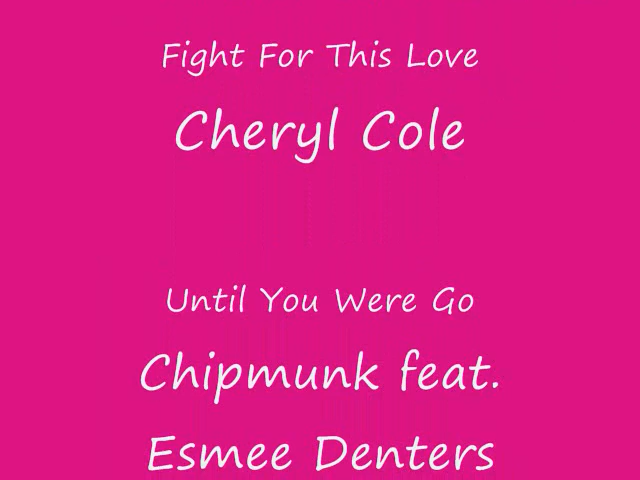 Fight For This Love
Cheryl Cole
Until You Were Go
Chipmunk feat.
Esmee Denters